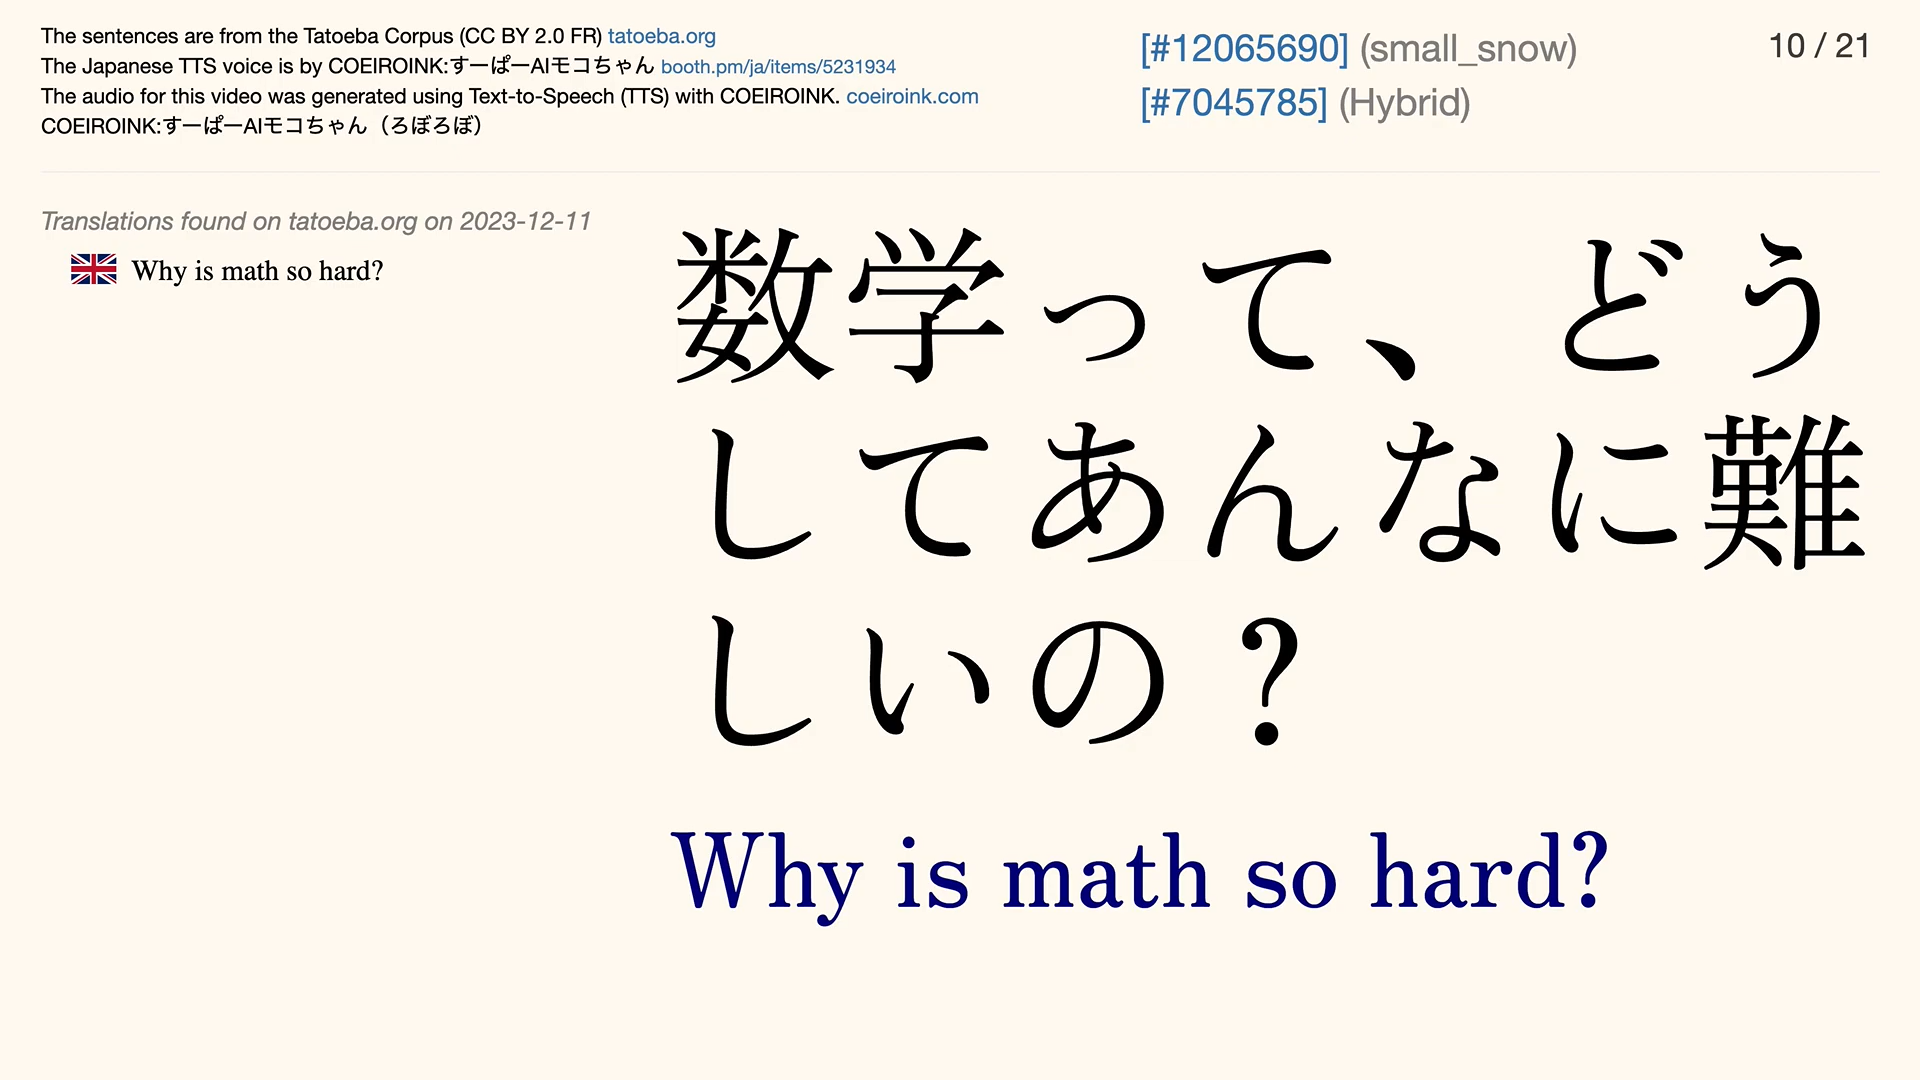 The sentences are from the Tatoeba Corpus (CC BY 2.0 FR) tatoeba.org
The Japanese TTS voice is by COEIROINK:すーぱーAIモコちゃん booth.pm/ja/items/5231934
The audio for this video was generated using Text-to-Speech (TTS) with COEIROINK. coeiroink.com
COEIROINK:すーぱーAIモコちゃん（ろぼろぼ）
[#12065690] (small_snow)
[#7045785] (Hybrid)
10 / 21
Translations found on tatoeba.org on 2023-12-11
Why is math so hard?
数学って、どう
してあんなに難
しいの？
Why is math so hard?